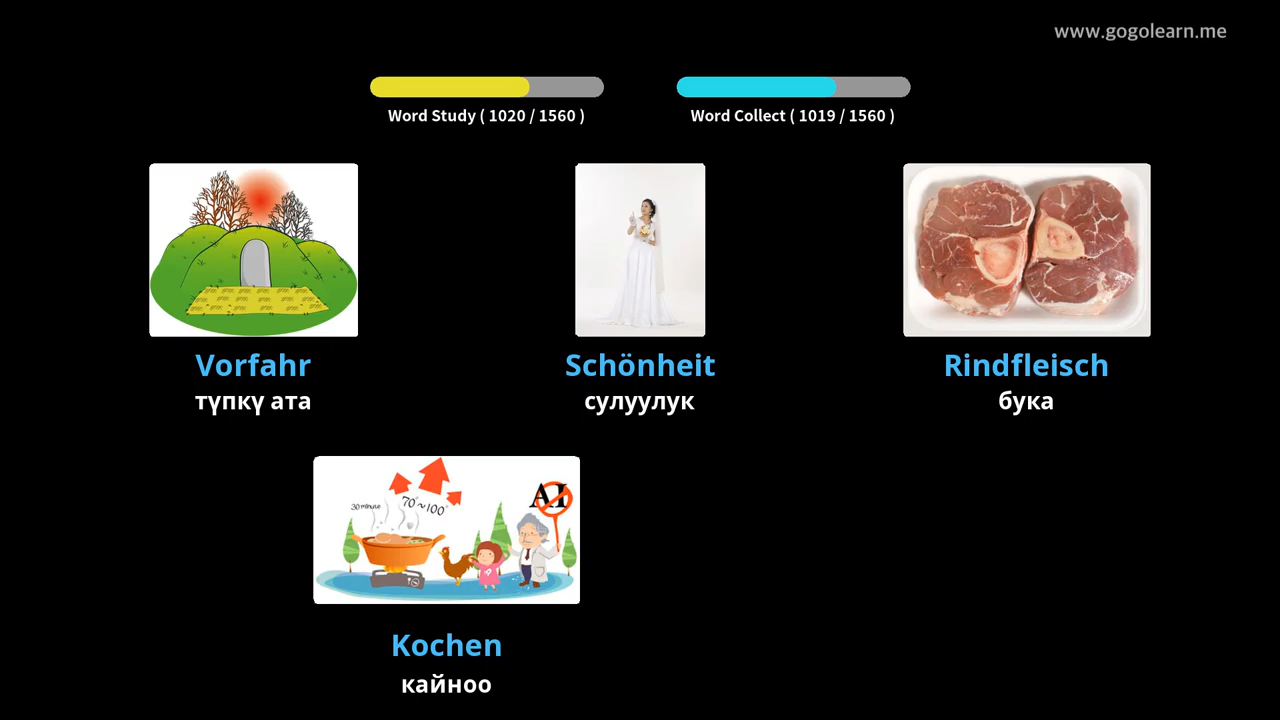 www.gogolearn.me
Word Study ( 1020 / 1560 )
Word Collect ( 1019 / 1560 )
Vorfahr
түпкү ата
Schönheit
сулуулук
Rindfleisch
бука
30 minute
70°~100°
AI
Kochen
кайноо